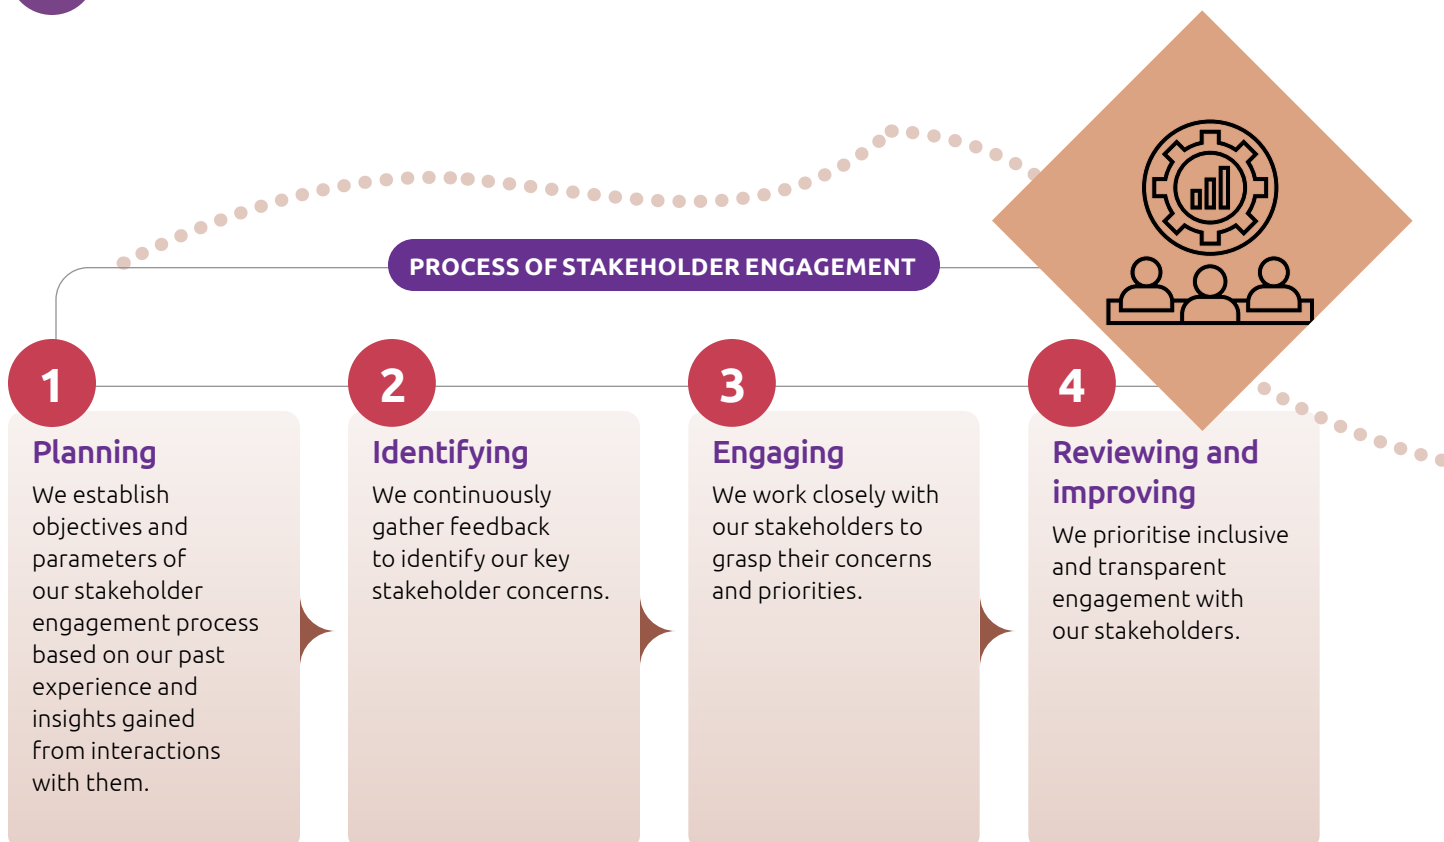 PROCESS OF STAKEHOLDER ENGAGEMENT
1
Planning
We establish
objectives and
parameters of
our stakeholder
engagement process
based on our past
experience and
insights gained
from interactions
with them.
2
Identifying
We continuously
gather feedback
to identify our key
stakeholder concerns.
3
Engaging
We work closely with
our stakeholders to
grasp their concerns
and priorities.
4
Reviewing and
improving
We prioritise inclusive
and transparent
engagement with
our stakeholders.